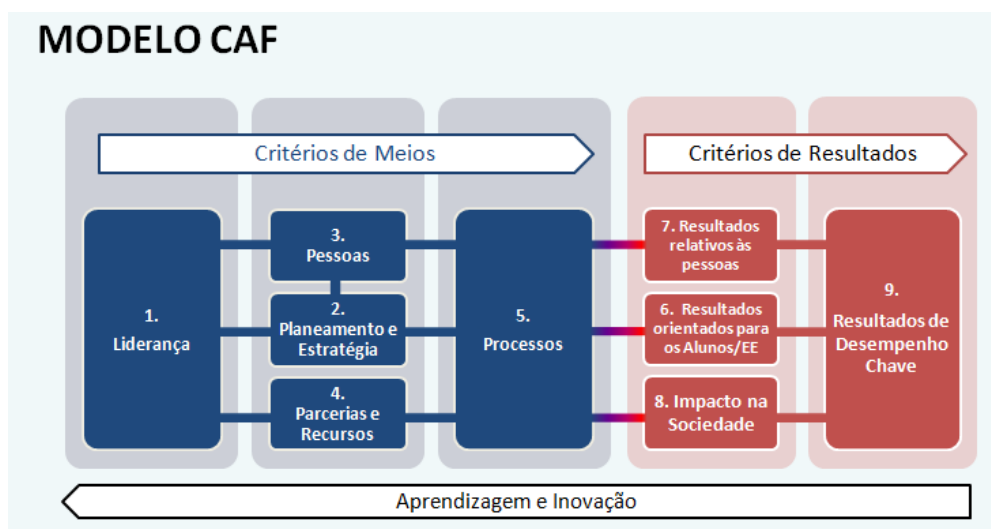 MODELO CAF
Critérios de Meios
Critérios de Resultados
1.
Liderança
3.
Pessoas
2.
Planeamento e
Estratégia
4.
Parcerias e
Recursos
5.
Processos
7. Resultados
relativos às
pessoas
6. Resultados
orientados para
os Alunos/EE
8. Impacto na
Sociedade
9.
Resultados de
Desempenho
Chave
Aprendizagem e Inovação